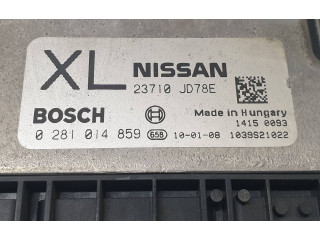 XL NISSAN
23710 JD78E
BOSCH Made in Hungary
1415 0093
0 281 014 859 658 10-01-08 1039S21022